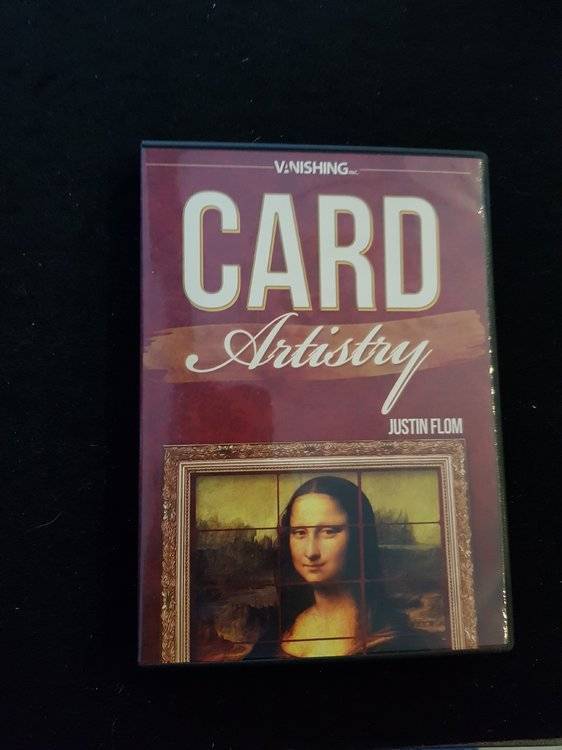 VANISHING INC.
CARD
Artistry
JUSTIN FLOM